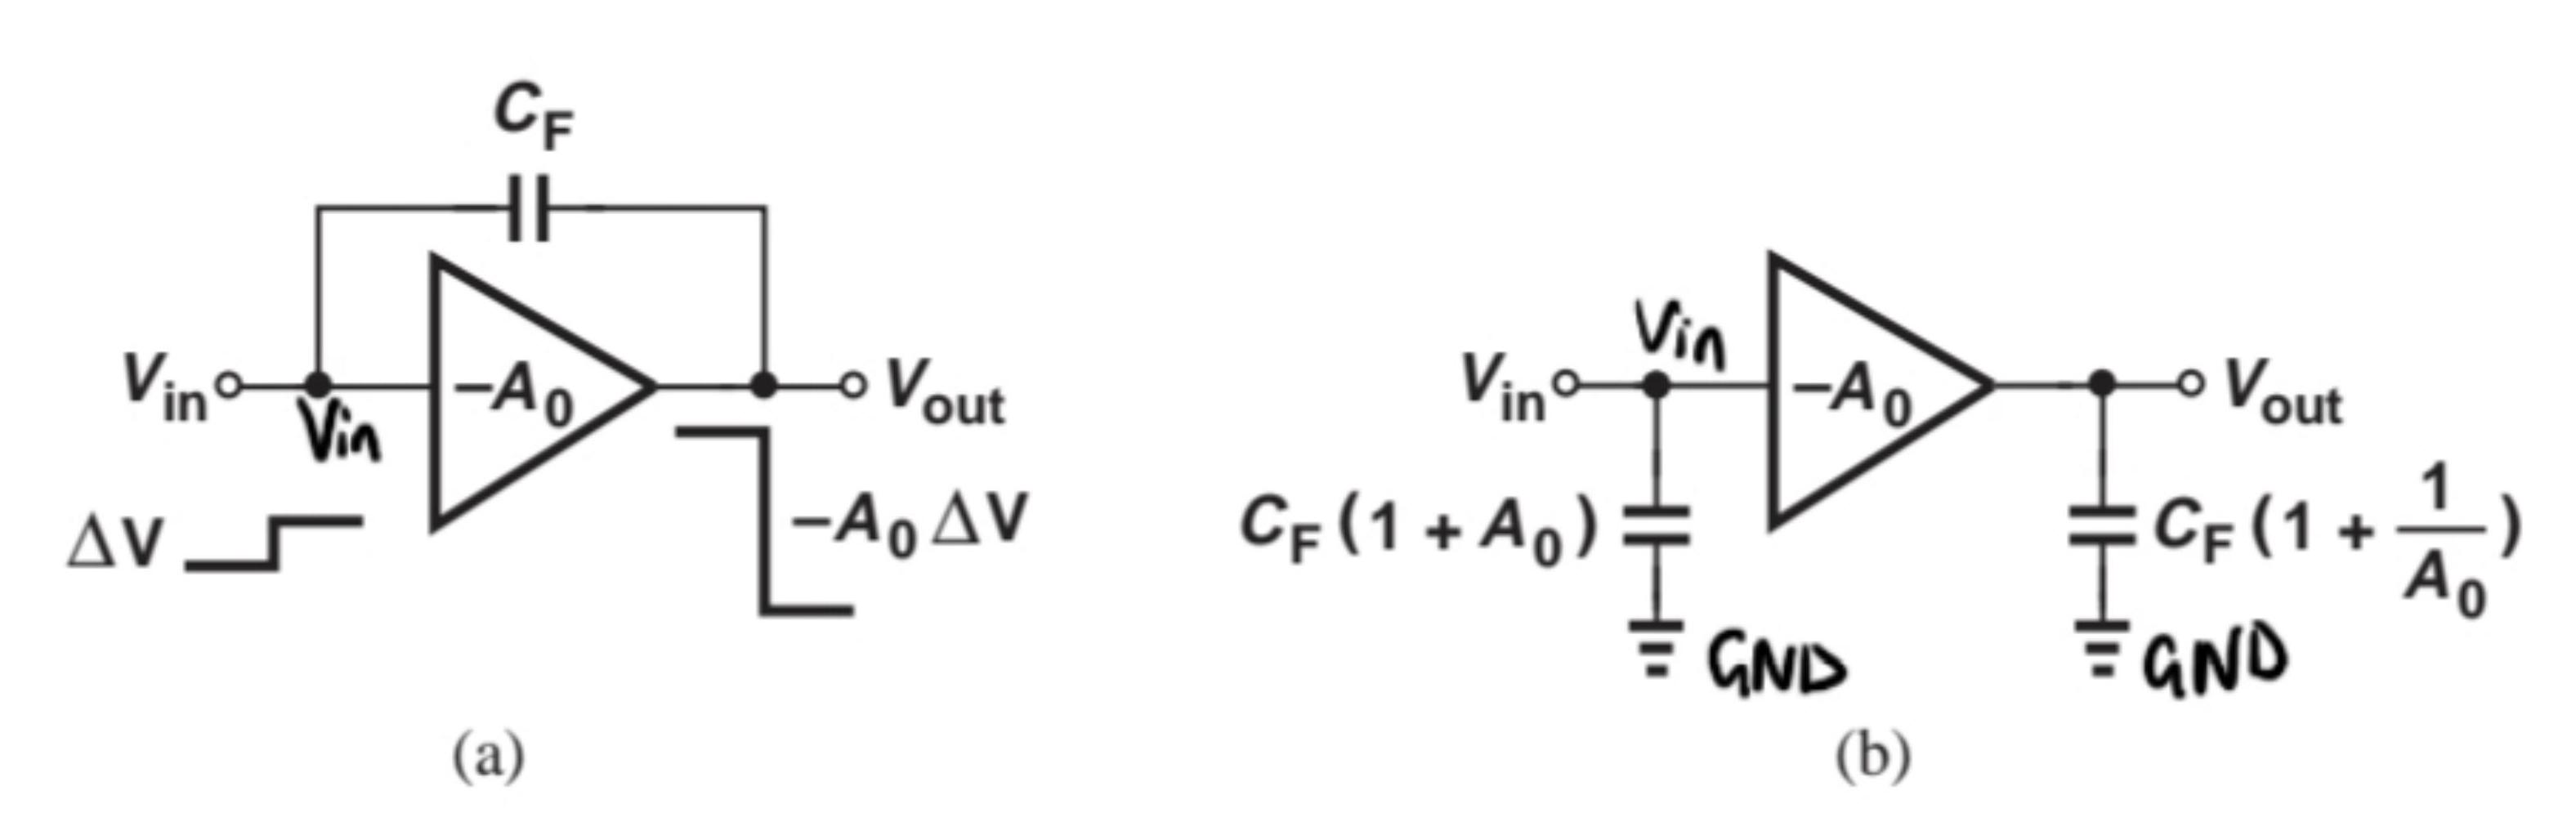 C_F
V_in
V_in
-A_0
V_out
ΔV
-A_0 ΔV
(a)
V_in
V_in
-A_0
V_out
C_F (1 + A_0)
C_F (1 + 1/A_0)
GND
GND
(b)